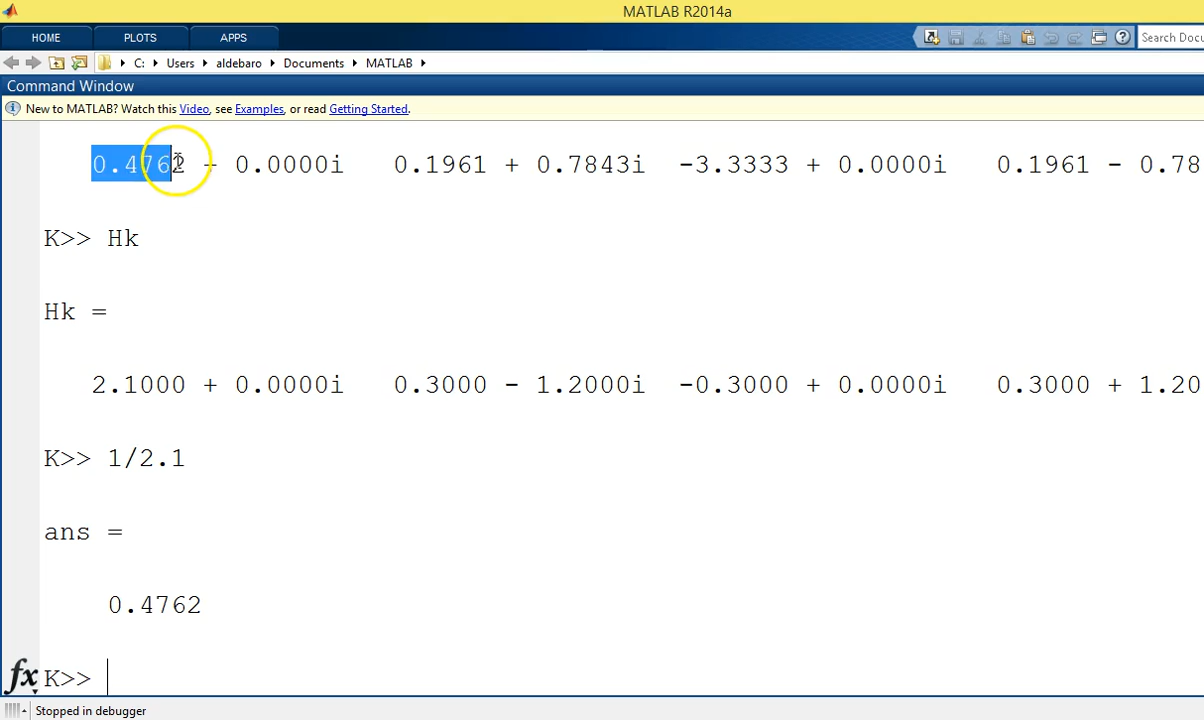 MATLAB R2014a
HOME PLOTS APPS Search Docu
C: Users aldebaro Documents MATLAB
Command Window
New to MATLAB? Watch this Video, see Examples, or read Getting Started.
0.4762 + 0.0000i 0.1961 + 0.7843i -3.3333 + 0.0000i 0.1961 - 0.78
K>> Hk
Hk =
2.1000 + 0.0000i 0.3000 - 1.2000i -0.3000 + 0.0000i 0.3000 + 1.20
K>> 1/2.1
ans =
0.4762
fx K>>
Stopped in debugger